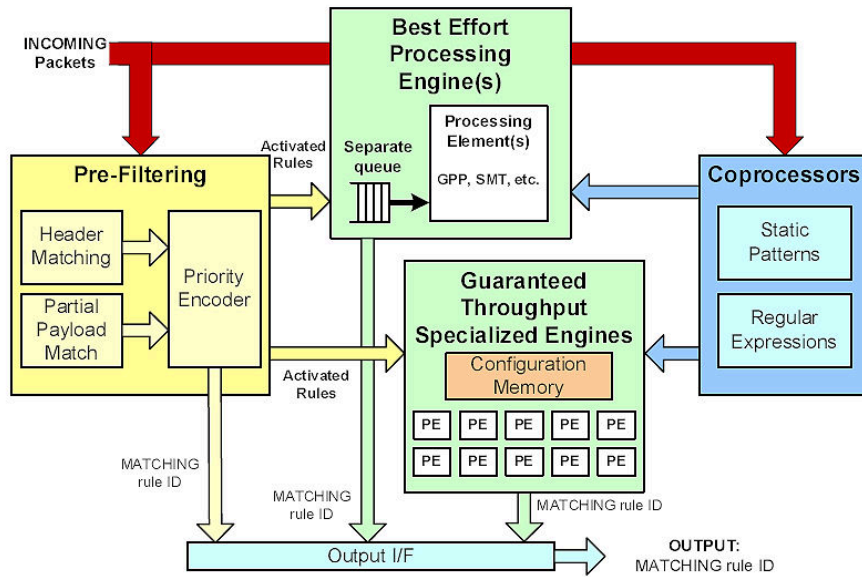 INCOMING
Packets
Best Effort
Processing
Engine(s)
Processing
Element(s)
GPP, SMT, etc.
Separate
queue
Activated
Rules
Pre-Filtering
Header
Matching
Partial
Payload
Match
Priority
Encoder
Coprocessors
Static
Patterns
Regular
Expressions
Guaranteed
Throughput
Specialized Engines
Configuration
Memory
PE PE PE PE PE
PE PE PE PE PE
Activated
Rules
MATCHING
rule ID
MATCHING
rule ID
MATCHING rule ID
Output I/F
OUTPUT:
MATCHING rule ID